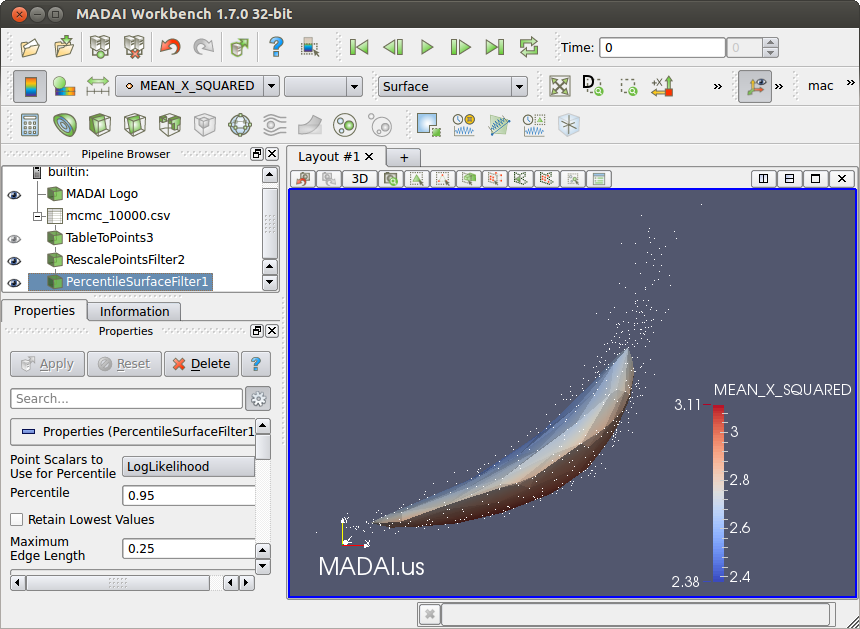 MADAI Workbench 1.7.0 32-bit
Time: 0 0
MEAN_X_SQUARED Surface D » » mac »
Pipeline Browser
Layout #1 × +
builtin:
3D
MADAI Logo
mcmc_10000.csv
TableToPoints3
RescalePointsFilter2
PercentileSurfaceFilter1
Properties Information
Properties
Apply Reset Delete ?
Search...
Properties (PercentileSurfaceFilter1
Point Scalars to
Use for Percentile LogLikelihood
Percentile 0.95
Retain Lowest Values
Maximum
Edge Length 0.25
MEAN_X_SQUARED
3.11
3
2.8
2.6
2.4
2.38
MADAI.us